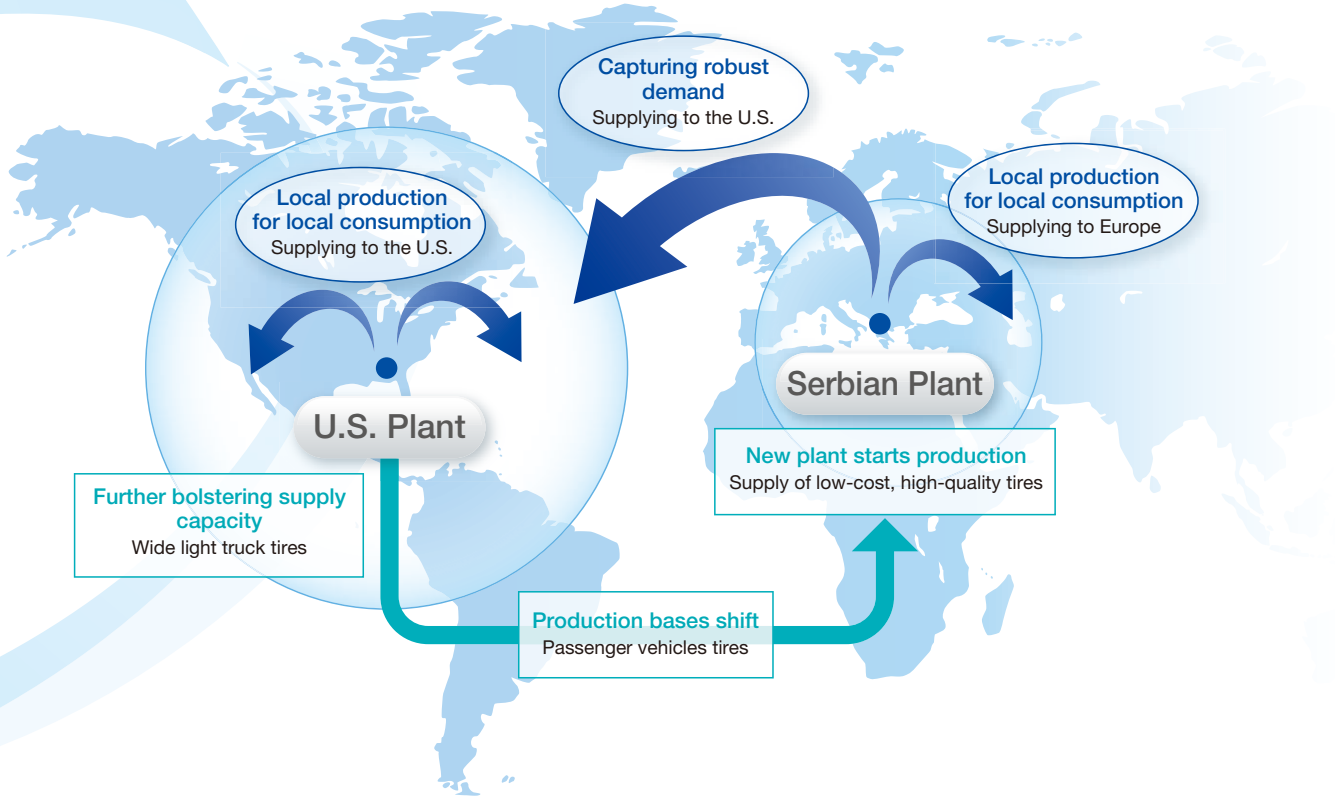 Capturing robust
demand
Supplying to the U.S.
Local production
for local consumption
Supplying to the U.S.
Local production
for local consumption
Supplying to Europe
U.S. Plant
Serbian Plant
Further bolstering supply
capacity
Wide light truck tires
New plant starts production
Supply of low-cost, high-quality tires
Production bases shift
Passenger vehicles tires